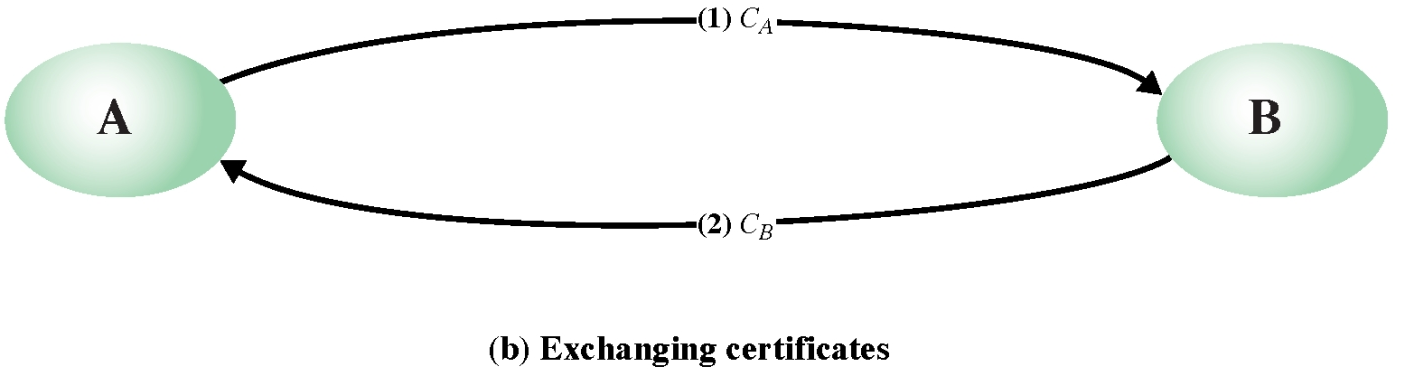 (1) C_A
A
B
(2) C_B
(b) Exchanging certificates